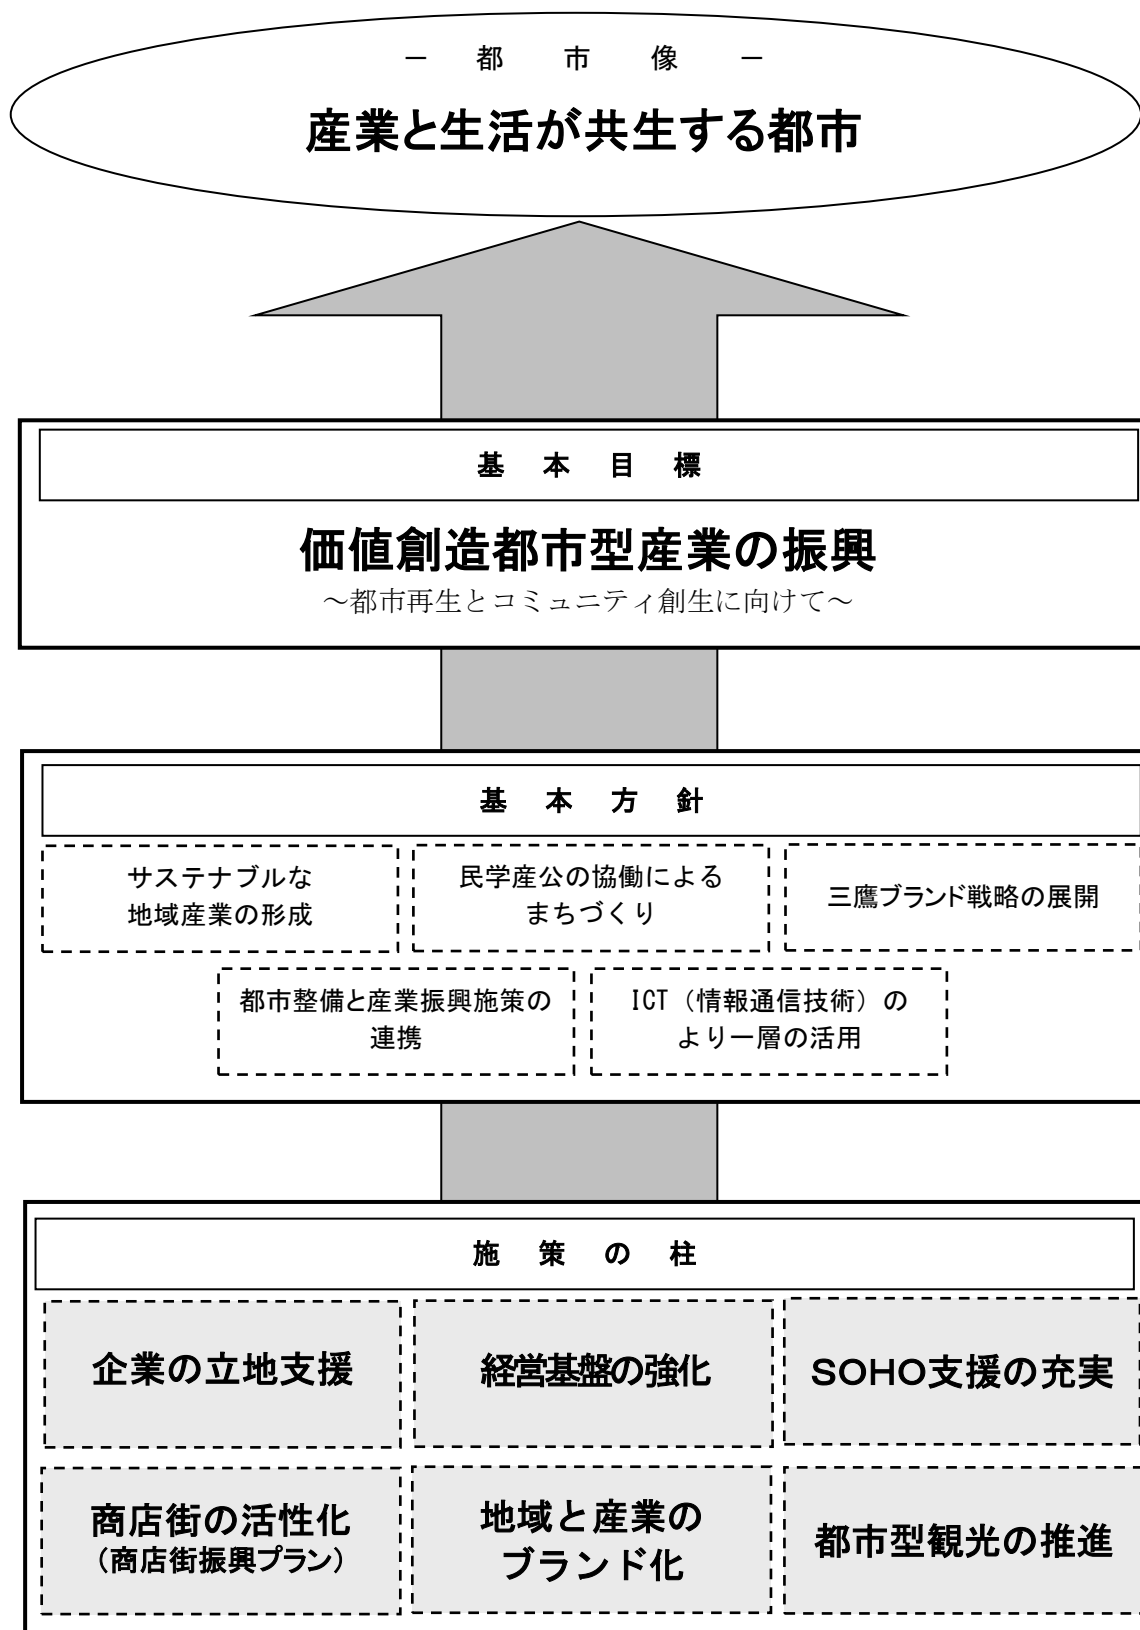 － 都 市 像 －
産業と生活が共生する都市
基 本 目 標
価値創造都市型産業の振興
～都市再生とコミュニティ創生に向けて～
基 本 方 針
サステナブルな
地域産業の形成
民学産公の協働による
まちづくり
三鷹ブランド戦略の展開
都市整備と産業振興施策の
連携
ICT（情報通信技術）の
より一層の活用
施 策 の 柱
企業の立地支援
経営基盤の強化
SOHO支援の充実
商店街の活性化
（商店街振興プラン）
地域と産業の
ブランド化
都市型観光の推進